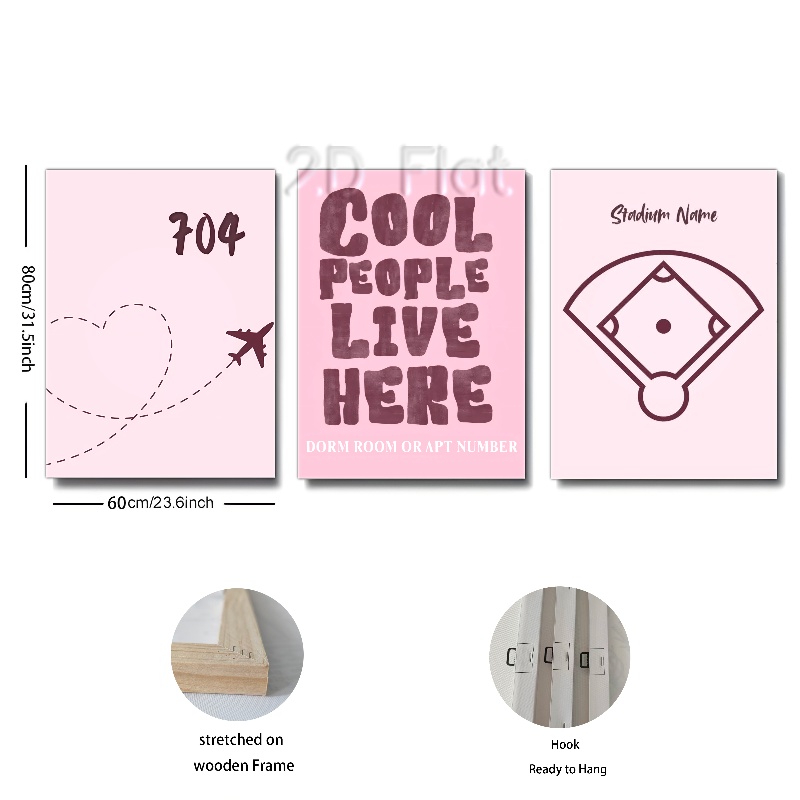 2D Flat
704
COOL
PEOPLE
LIVE
HERE
DORM ROOM OR APT NUMBER
Stadium Name
80cm/31.5inch
60cm/23.6inch
stretched on
wooden Frame
Hook
Ready to Hang